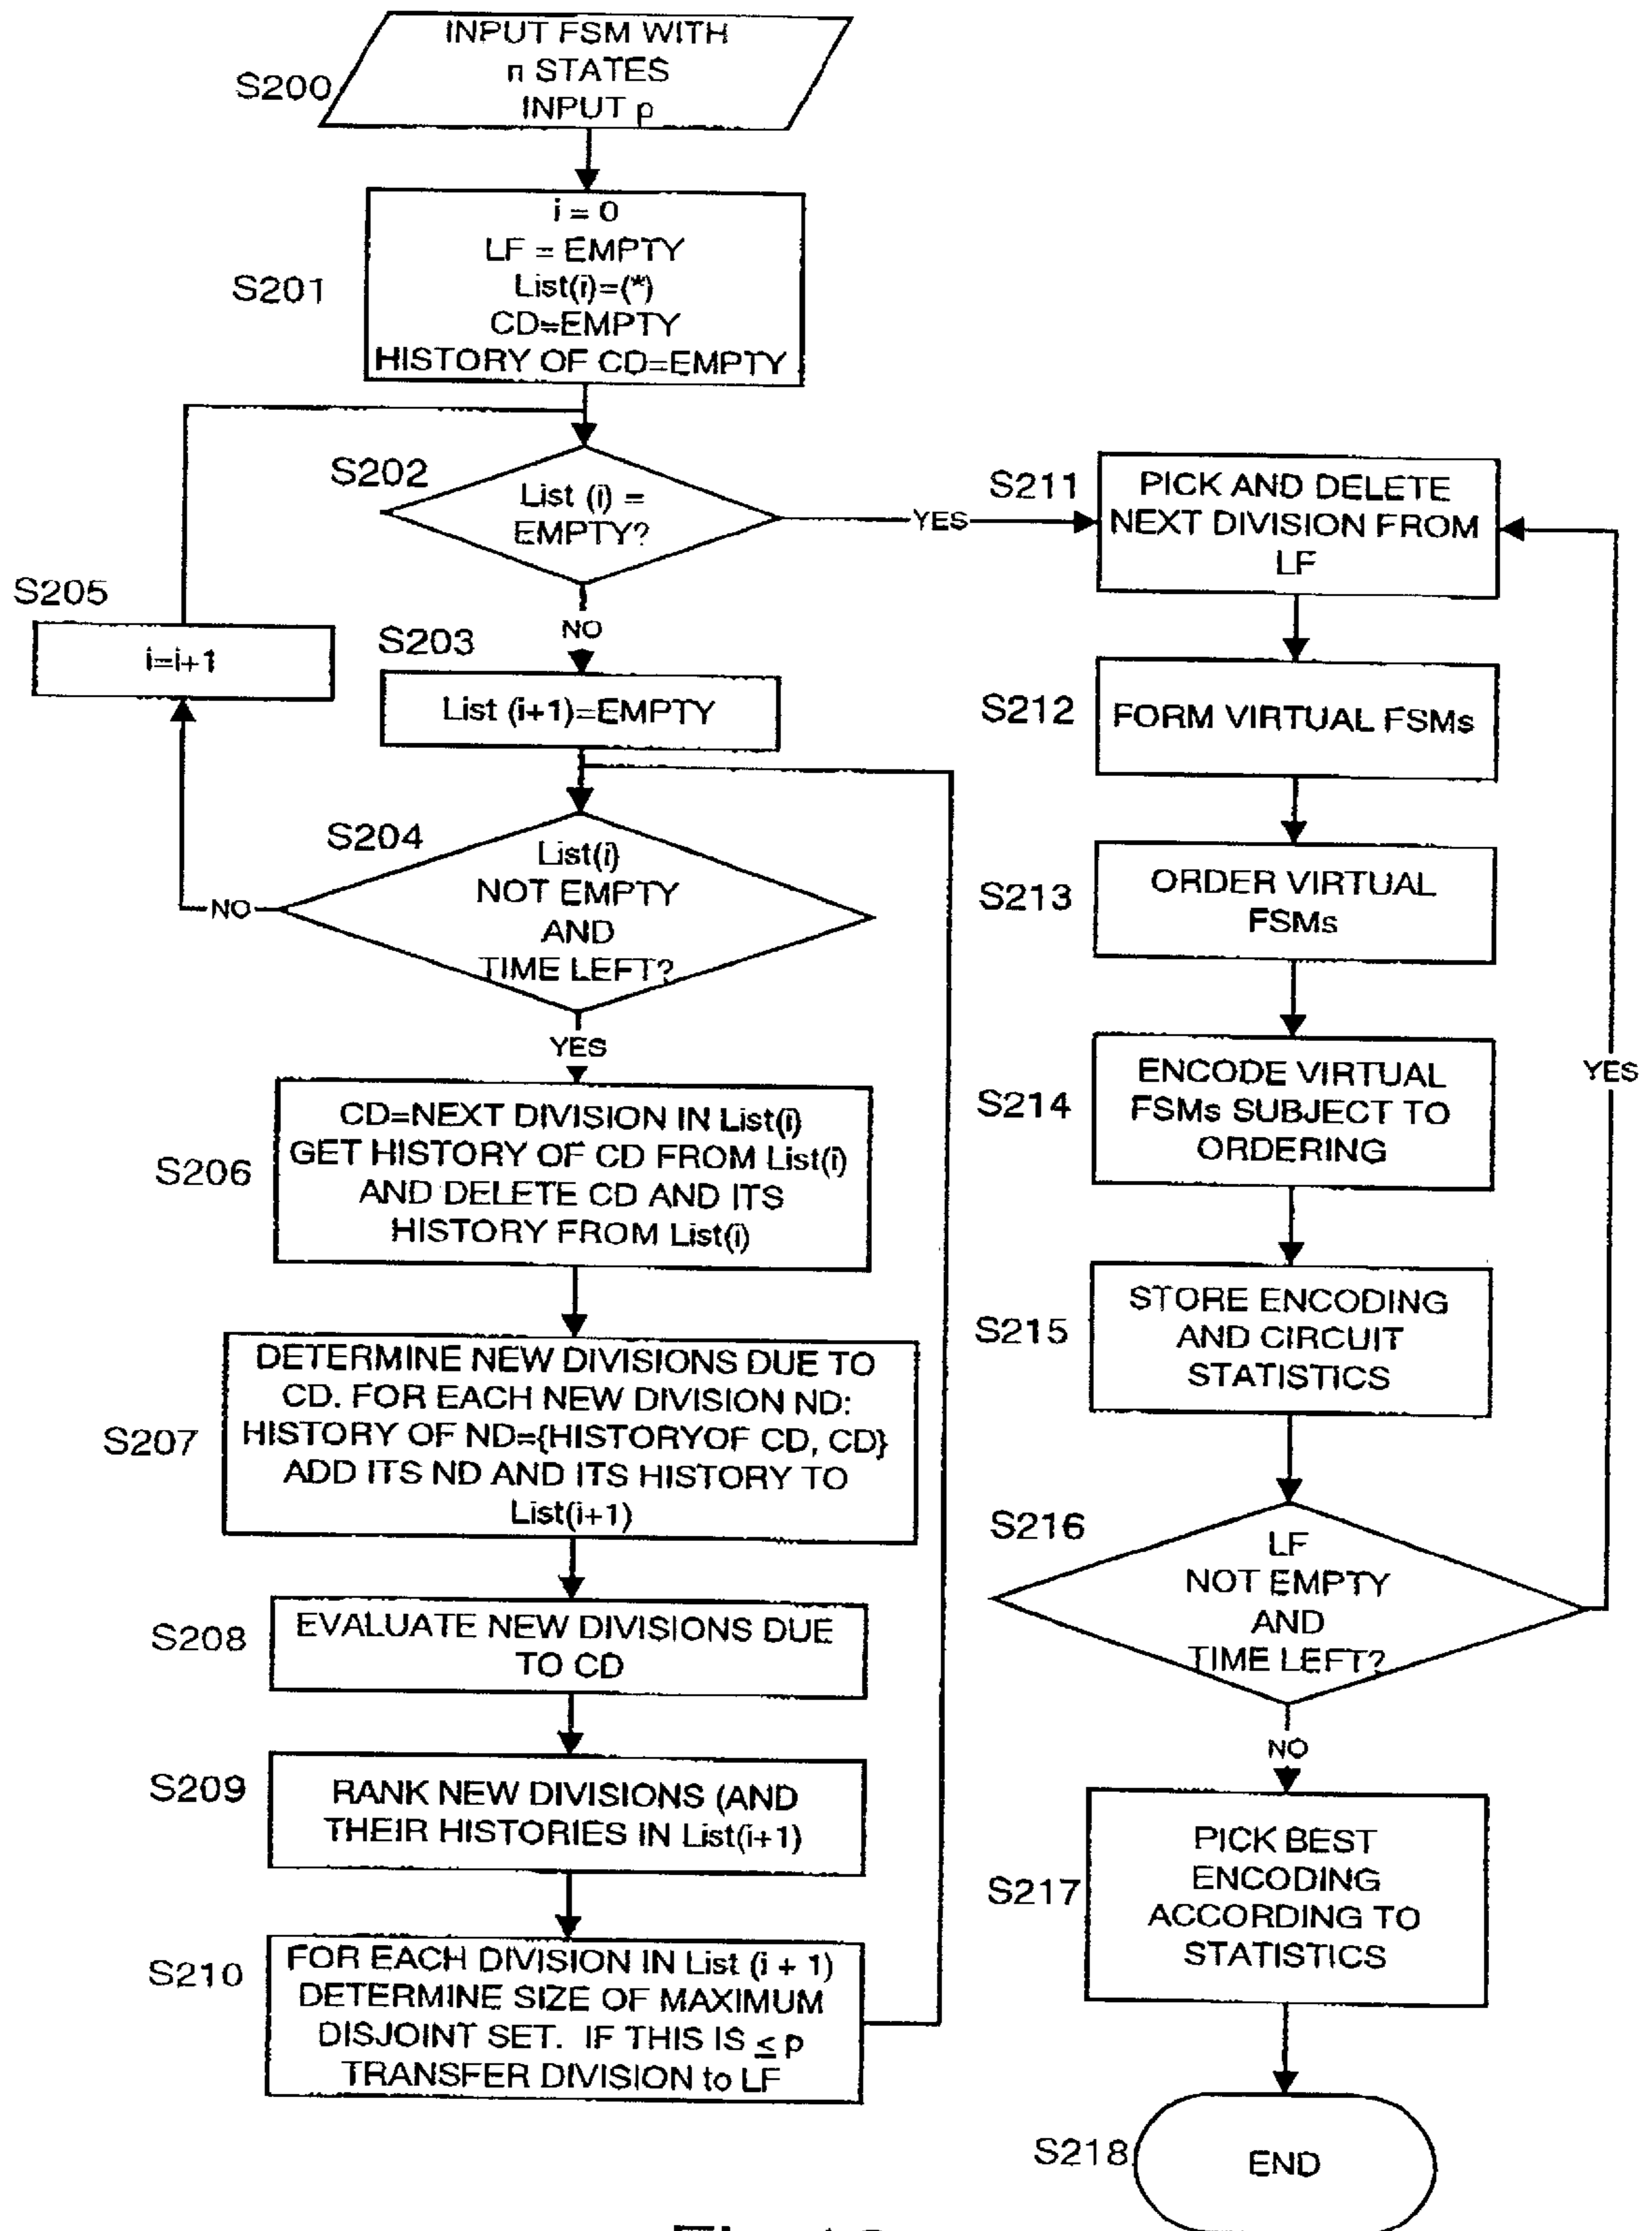 INPUT FSM WITH
n STATES
INPUT p
S200
i = 0
LF = EMPTY
List(i)=(*)
CD=EMPTY
HISTORY OF CD=EMPTY
S201
S202
List (i) =
EMPTY?
YES
NO
S205
i=i+1
S203
List (i+1)=EMPTY
S204
List(i)
NOT EMPTY
AND
TIME LEFT?
NO
YES
S206
CD=NEXT DIVISION IN List(i)
GET HISTORY OF CD FROM List(i)
AND DELETE CD AND ITS
HISTORY FROM List(i)
S207
DETERMINE NEW DIVISIONS DUE TO
CD. FOR EACH NEW DIVISION ND:
HISTORY OF ND={HISTORYOF CD, CD}
ADD ITS ND AND ITS HISTORY TO
List(i+1)
S208
EVALUATE NEW DIVISIONS DUE
TO CD
S209
RANK NEW DIVISIONS (AND
THEIR HISTORIES IN List(i+1)
S210
FOR EACH DIVISION IN List (i + 1)
DETERMINE SIZE OF MAXIMUM
DISJOINT SET. IF THIS IS ≤ p
TRANSFER DIVISION to LF
S211
PICK AND DELETE
NEXT DIVISION FROM
LF
S212
FORM VIRTUAL FSMs
S213
ORDER VIRTUAL
FSMs
S214
ENCODE VIRTUAL
FSMs SUBJECT TO
ORDERING
S215
STORE ENCODING
AND CIRCUIT
STATISTICS
S216
LF
NOT EMPTY
AND
TIME LEFT?
YES
NO
S217
PICK BEST
ENCODING
ACCORDING TO
STATISTICS
S218
END